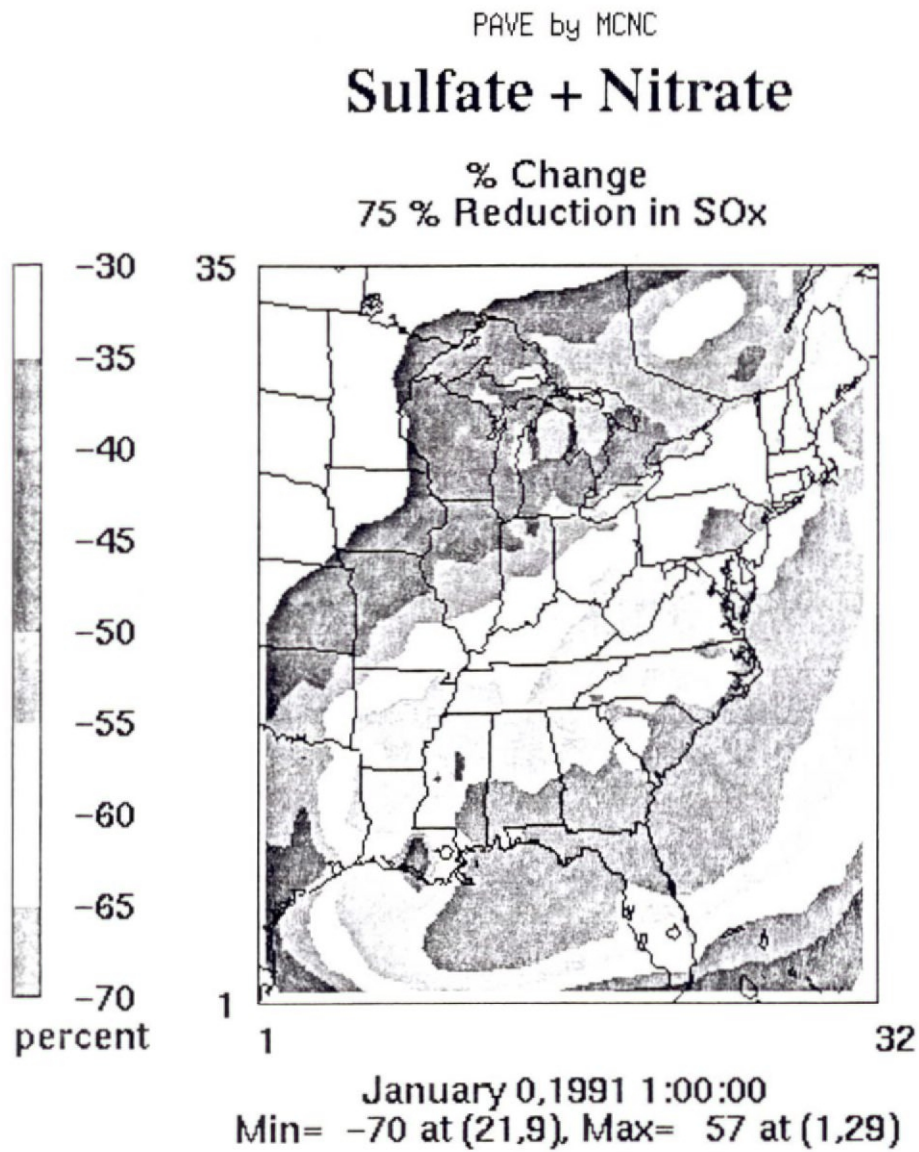 PAVE by MCNC
Sulfate + Nitrate
% Change
75 % Reduction in SOx
-30
-35
-40
-45
-50
-55
-60
-65
-70
percent
35
1
1
32
January 0,1991 1:00:00
Min= -70 at (21,9), Max= 57 at (1,29)